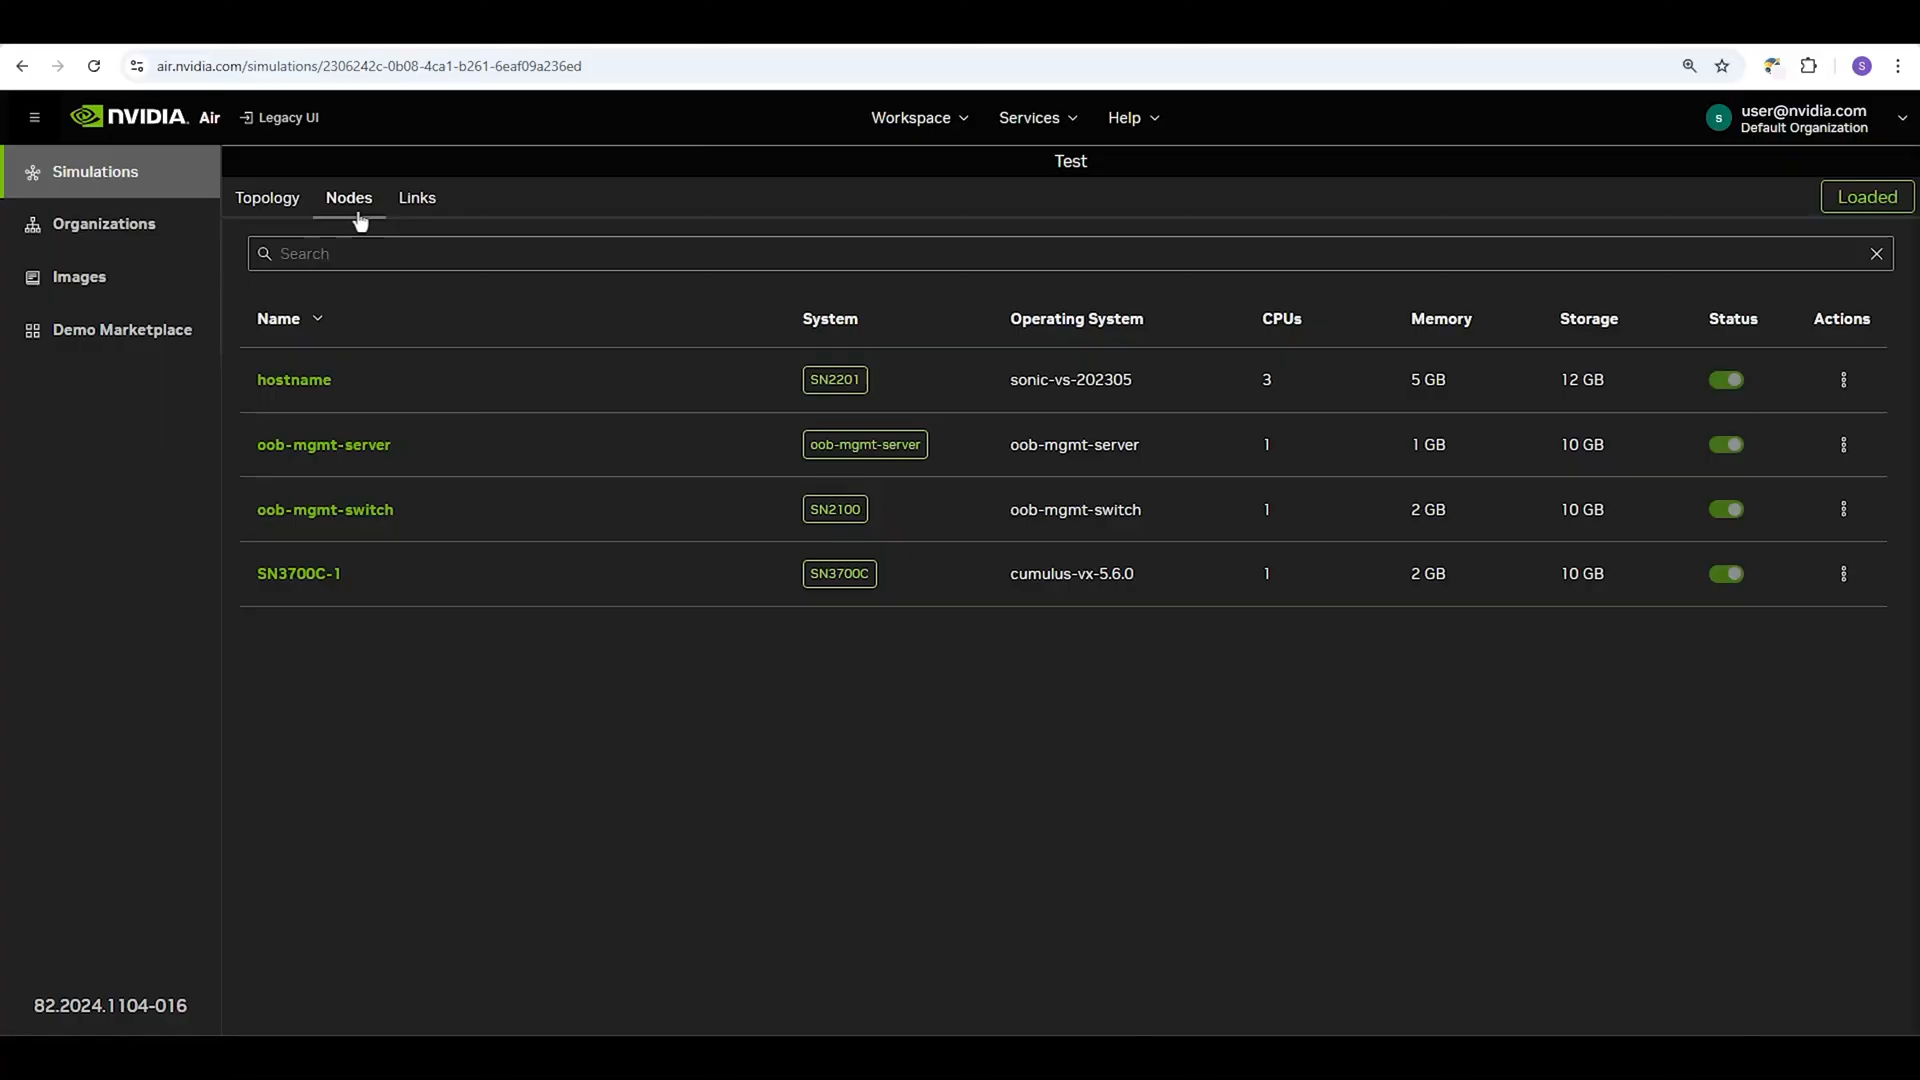 air.nvidia.com/simulations/2306242c-0b08-4ca1-b261-6eaf09a236ed
S
NVIDIA. Air
Legacy UI
Workspace
Services
Help
S
user@nvidia.com
Default Organization
Simulations
Organizations
Images
Demo Marketplace
82.2024.1104-016
Test
Topology Nodes Links
Loaded
Search
Name System Operating System CPUs Memory Storage Status Actions
hostname SN2201 sonic-vs-202305 3 5 GB 12 GB
oob-mgmt-server oob-mgmt-server oob-mgmt-server 1 1 GB 10 GB
oob-mgmt-switch SN2100 oob-mgmt-switch 1 2 GB 10 GB
SN3700C-1 SN3700C cumulus-vx-5.6.0 1 2 GB 10 GB